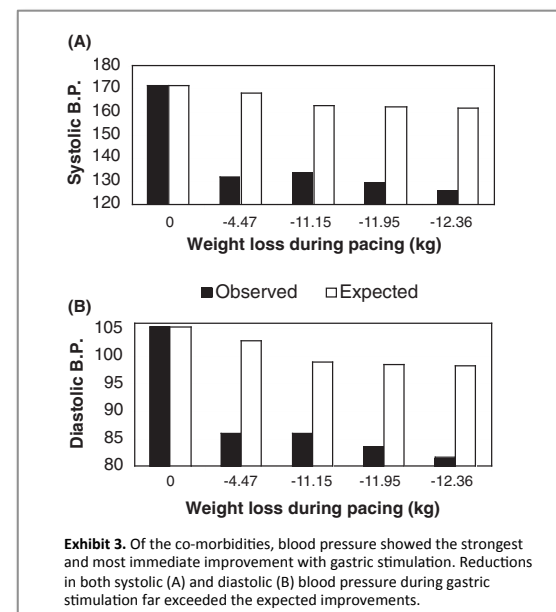 (A)
Systolic B.P.
180
170
160
150
140
130
120
0 -4.47 -11.15 -11.95 -12.36
Weight loss during pacing (kg)
Observed Expected
(B)
Diastolic B.P.
105
100
95
90
85
80
0 -4.47 -11.15 -11.95 -12.36
Weight loss during pacing (kg)
Exhibit 3. Of the co-morbidities, blood pressure showed the strongest
and most immediate improvement with gastric stimulation. Reductions
in both systolic (A) and diastolic (B) blood pressure during gastric
stimulation far exceeded the expected improvements.